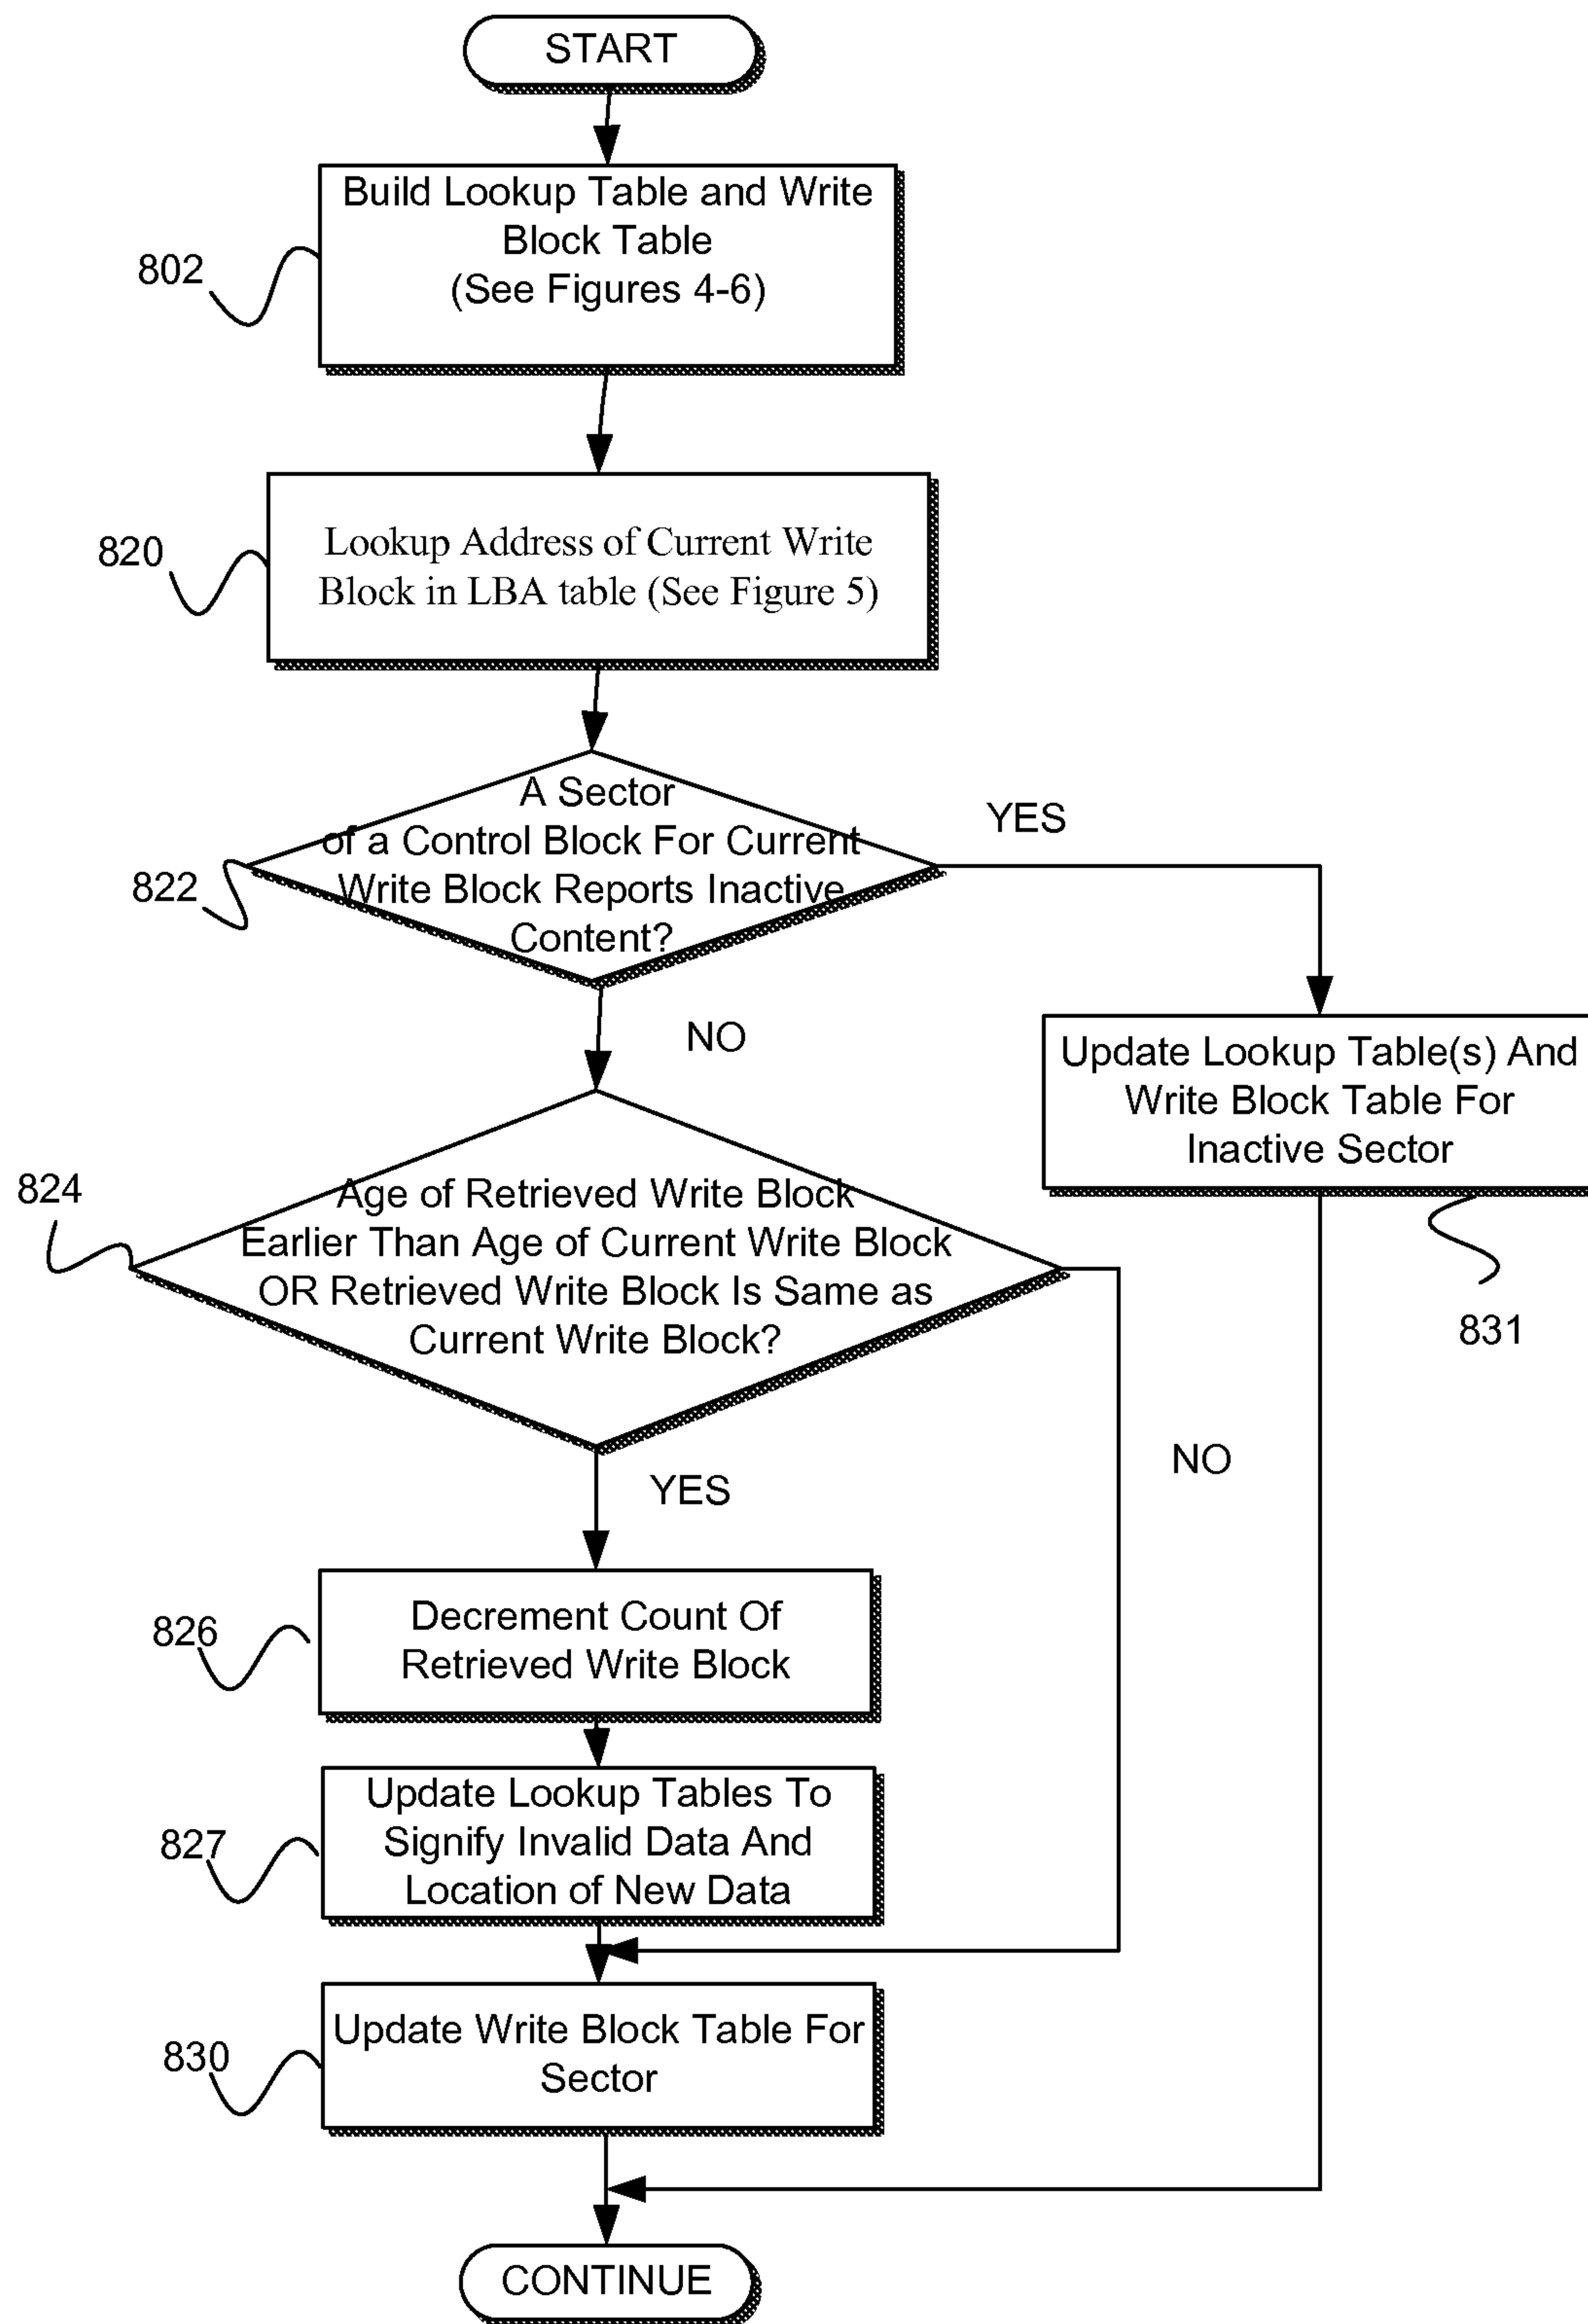 START
Build Lookup Table and Write
Block Table
(See Figures 4-6)
802
Lookup Address of Current Write
Block in LBA table (See Figure 5)
820
A Sector
of a Control Block For Current
Write Block Reports Inactive
Content?
822
YES
NO
Update Lookup Table(s) And
Write Block Table For
Inactive Sector
831
824
Age of Retrieved Write Block
Earlier Than Age of Current Write Block
OR Retrieved Write Block Is Same as
Current Write Block?
NO
YES
Decrement Count Of
Retrieved Write Block
826
Update Lookup Tables To
Signify Invalid Data And
Location of New Data
827
Update Write Block Table For
Sector
830
CONTINUE